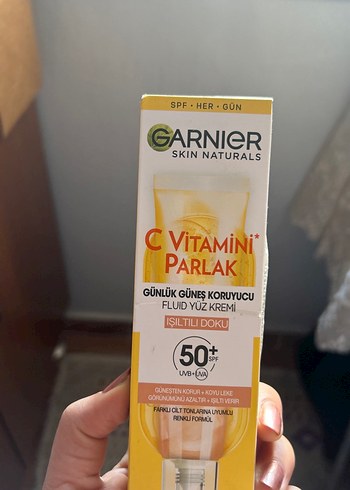 SPF • HER • GÜN
GARNIER
SKIN NATURALS
C VİTAMİNİ*
PARLAK
GÜNLÜK GÜNEŞ KORUYUCU
FLUID YÜZ KREMİ
IŞILTILI DOKU
50+
SPF
UVB+UVA
GÜNEŞTEN KORUR + KOYU LEKE
GÖRÜNÜMÜNÜ AZALTIR + IŞILTI VERİR
FARKLI CİLT TONLARINA UYUMLU
RENKLİ FORMÜL